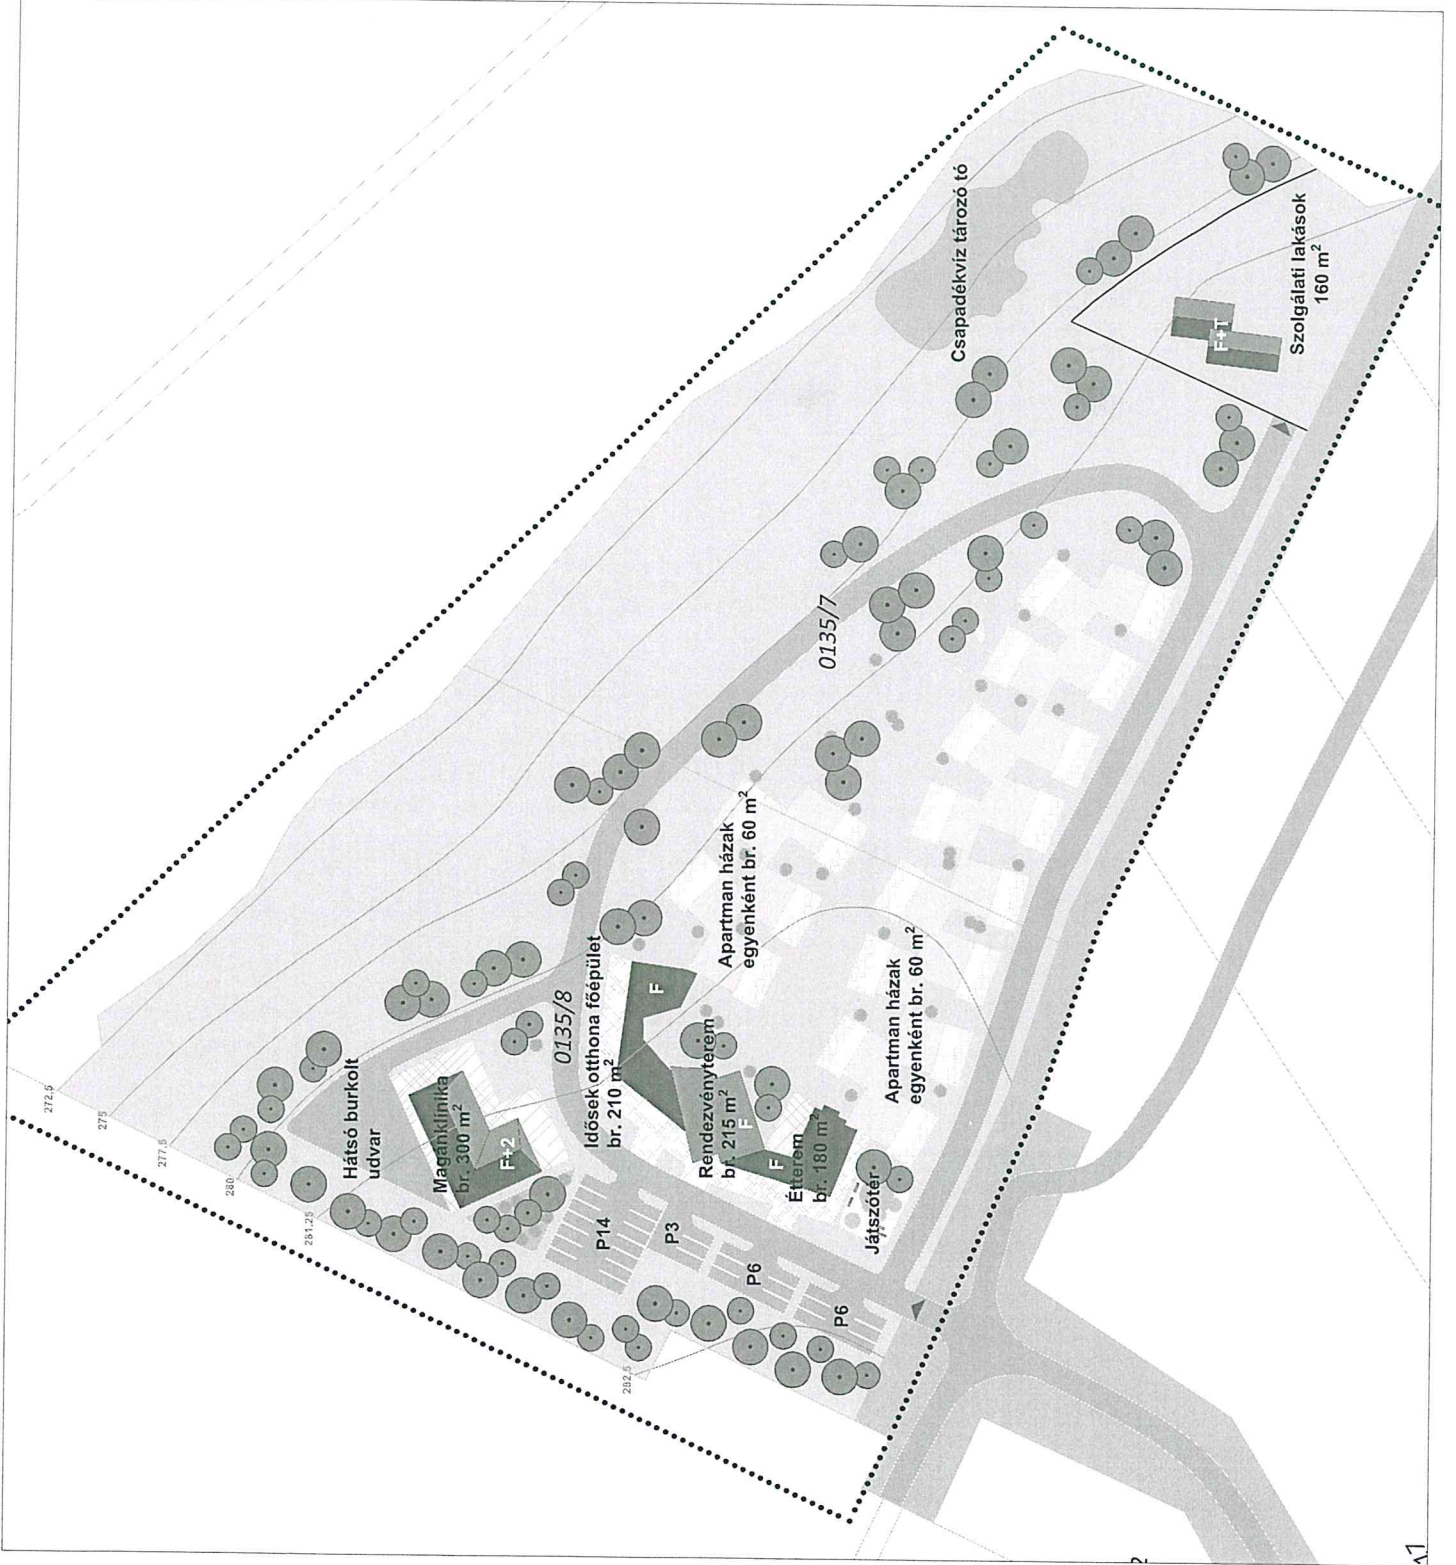 272,5
275
277,5
280
281,25
282,5
Hátsó burkolt
udvar
Magánklinika
br. 300 m²
F+2
0135/8
Idősek otthona főépület
br. 210 m²
F
Rendezvényterem
br. 215 m²
F
Étterem
br. 180 m²
F
Játszótér
P14
P3
P6
P6
Apartman házak
egyenként br. 60 m²
Apartman házak
egyenként br. 60 m²
0135/7
Csapadékvíz tározó tó
F+T
Szolgálati lakások
160 m²